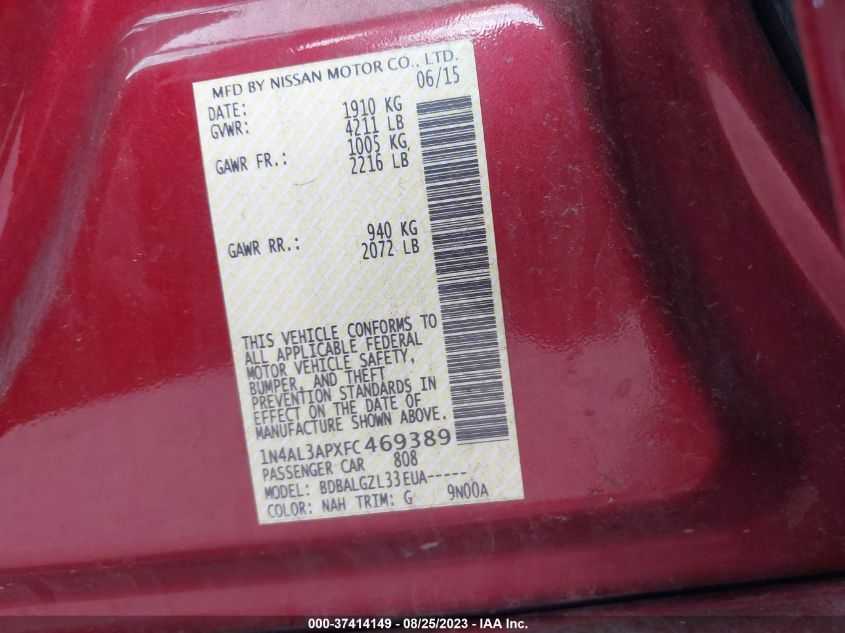 MFD BY NISSAN MOTOR CO., LTD.
DATE: 06/15
GVWR: 1910 KG
4211 LB
GAWR FR.: 1005 KG
2216 LB
GAWR RR.: 940 KG
2072 LB
THIS VEHICLE CONFORMS TO
ALL APPLICABLE FEDERAL
MOTOR VEHICLE SAFETY,
BUMPER, AND THEFT
PREVENTION STANDARDS IN
EFFECT ON THE DATE OF
MANUFACTURE SHOWN ABOVE.
1N4AL3APXFC469389
PASSENGER CAR 808
MODEL: BDBALGZL33EUA-----
COLOR: NAH TRIM: G 9N00A
000-37414149 - 08/25/2023 - IAA Inc.